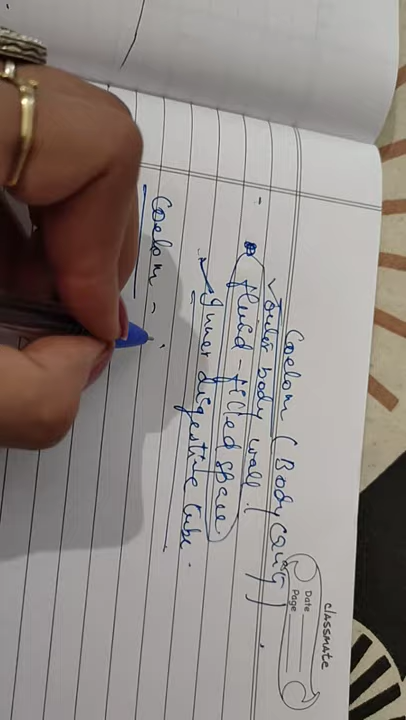 classmate
Date
Page
Coelom (Body cavity)
✓ outer body wall.
fluid-filled space.
✓ Inner digestive tube.
Coelom - :